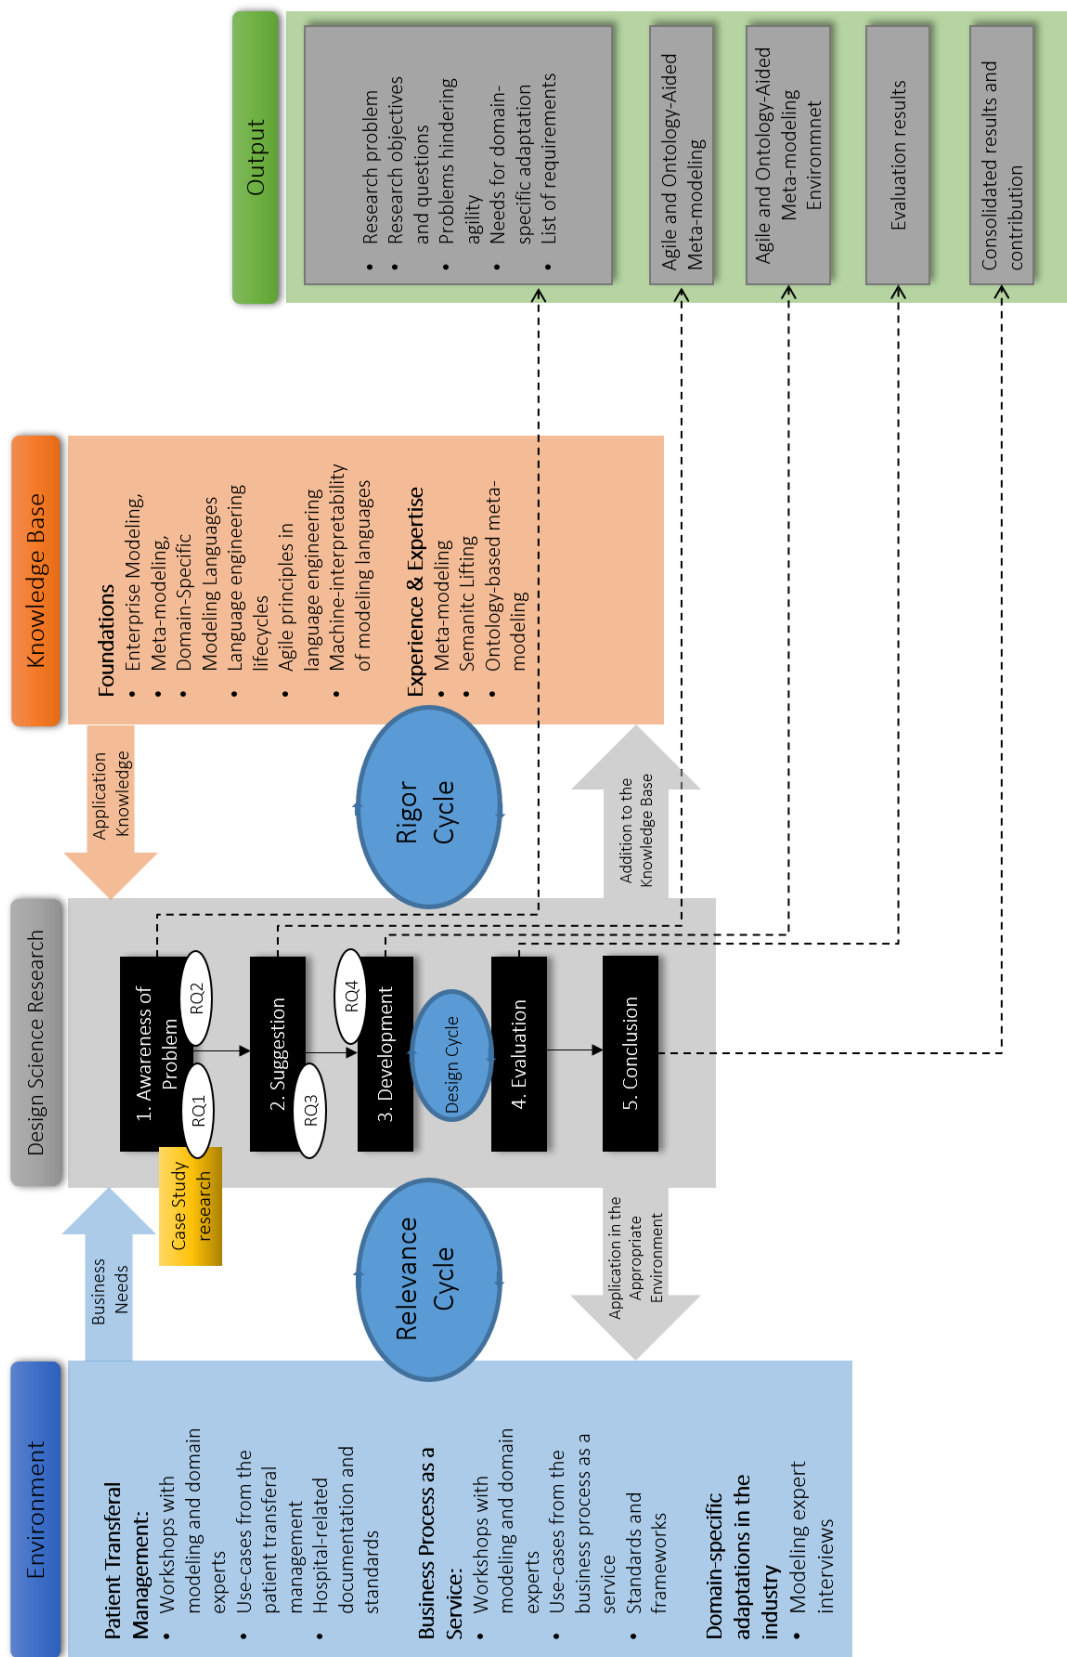 Environment
Patient Transferal
Management:
• Workshops with
modeling and domain
experts
• Use-cases from the
patient transferal
management
• Hospital-related
documentation and
standards
Business Process as a
Service:
• Workshops with
modeling and domain
experts
• Use-cases from the
business process as a
service
• Standards and
frameworks
Domain-specific
adaptations in the
industry
• Modeling expert
interviews
Business
Needs
Relevance
Cycle
Application in the
Appropriate
Environment
Design Science Research
Case Study
research
1. Awareness of
Problem
RQ1
RQ2
2. Suggestion
RQ3
RQ4
3. Development
Design Cycle
4. Evaluation
5. Conclusion
Application
Knowledge
Rigor
Cycle
Addition to the
Knowledge Base
Knowledge Base
Foundations
• Enterprise Modeling,
• Meta-modeling,
• Domain-Specific
Modeling Languages
• Language engineering
lifecycles
• Agile principles in
language engineering
• Machine-interpretability
of modeling languages
Experience & Expertise
• Meta-modeling
• Semanitc Lifting
• Ontology-based meta-
modeling
Output
• Research problem
• Research objectives
and questions
• Problems hindering
agility
• Needs for domain-
specific adaptation
• List of requirements
Agile and Ontology-Aided
Meta-modeling
Agile and Ontology-Aided
Meta-modeling
Environmnet
Evaluation results
Consolidated results and
contribution